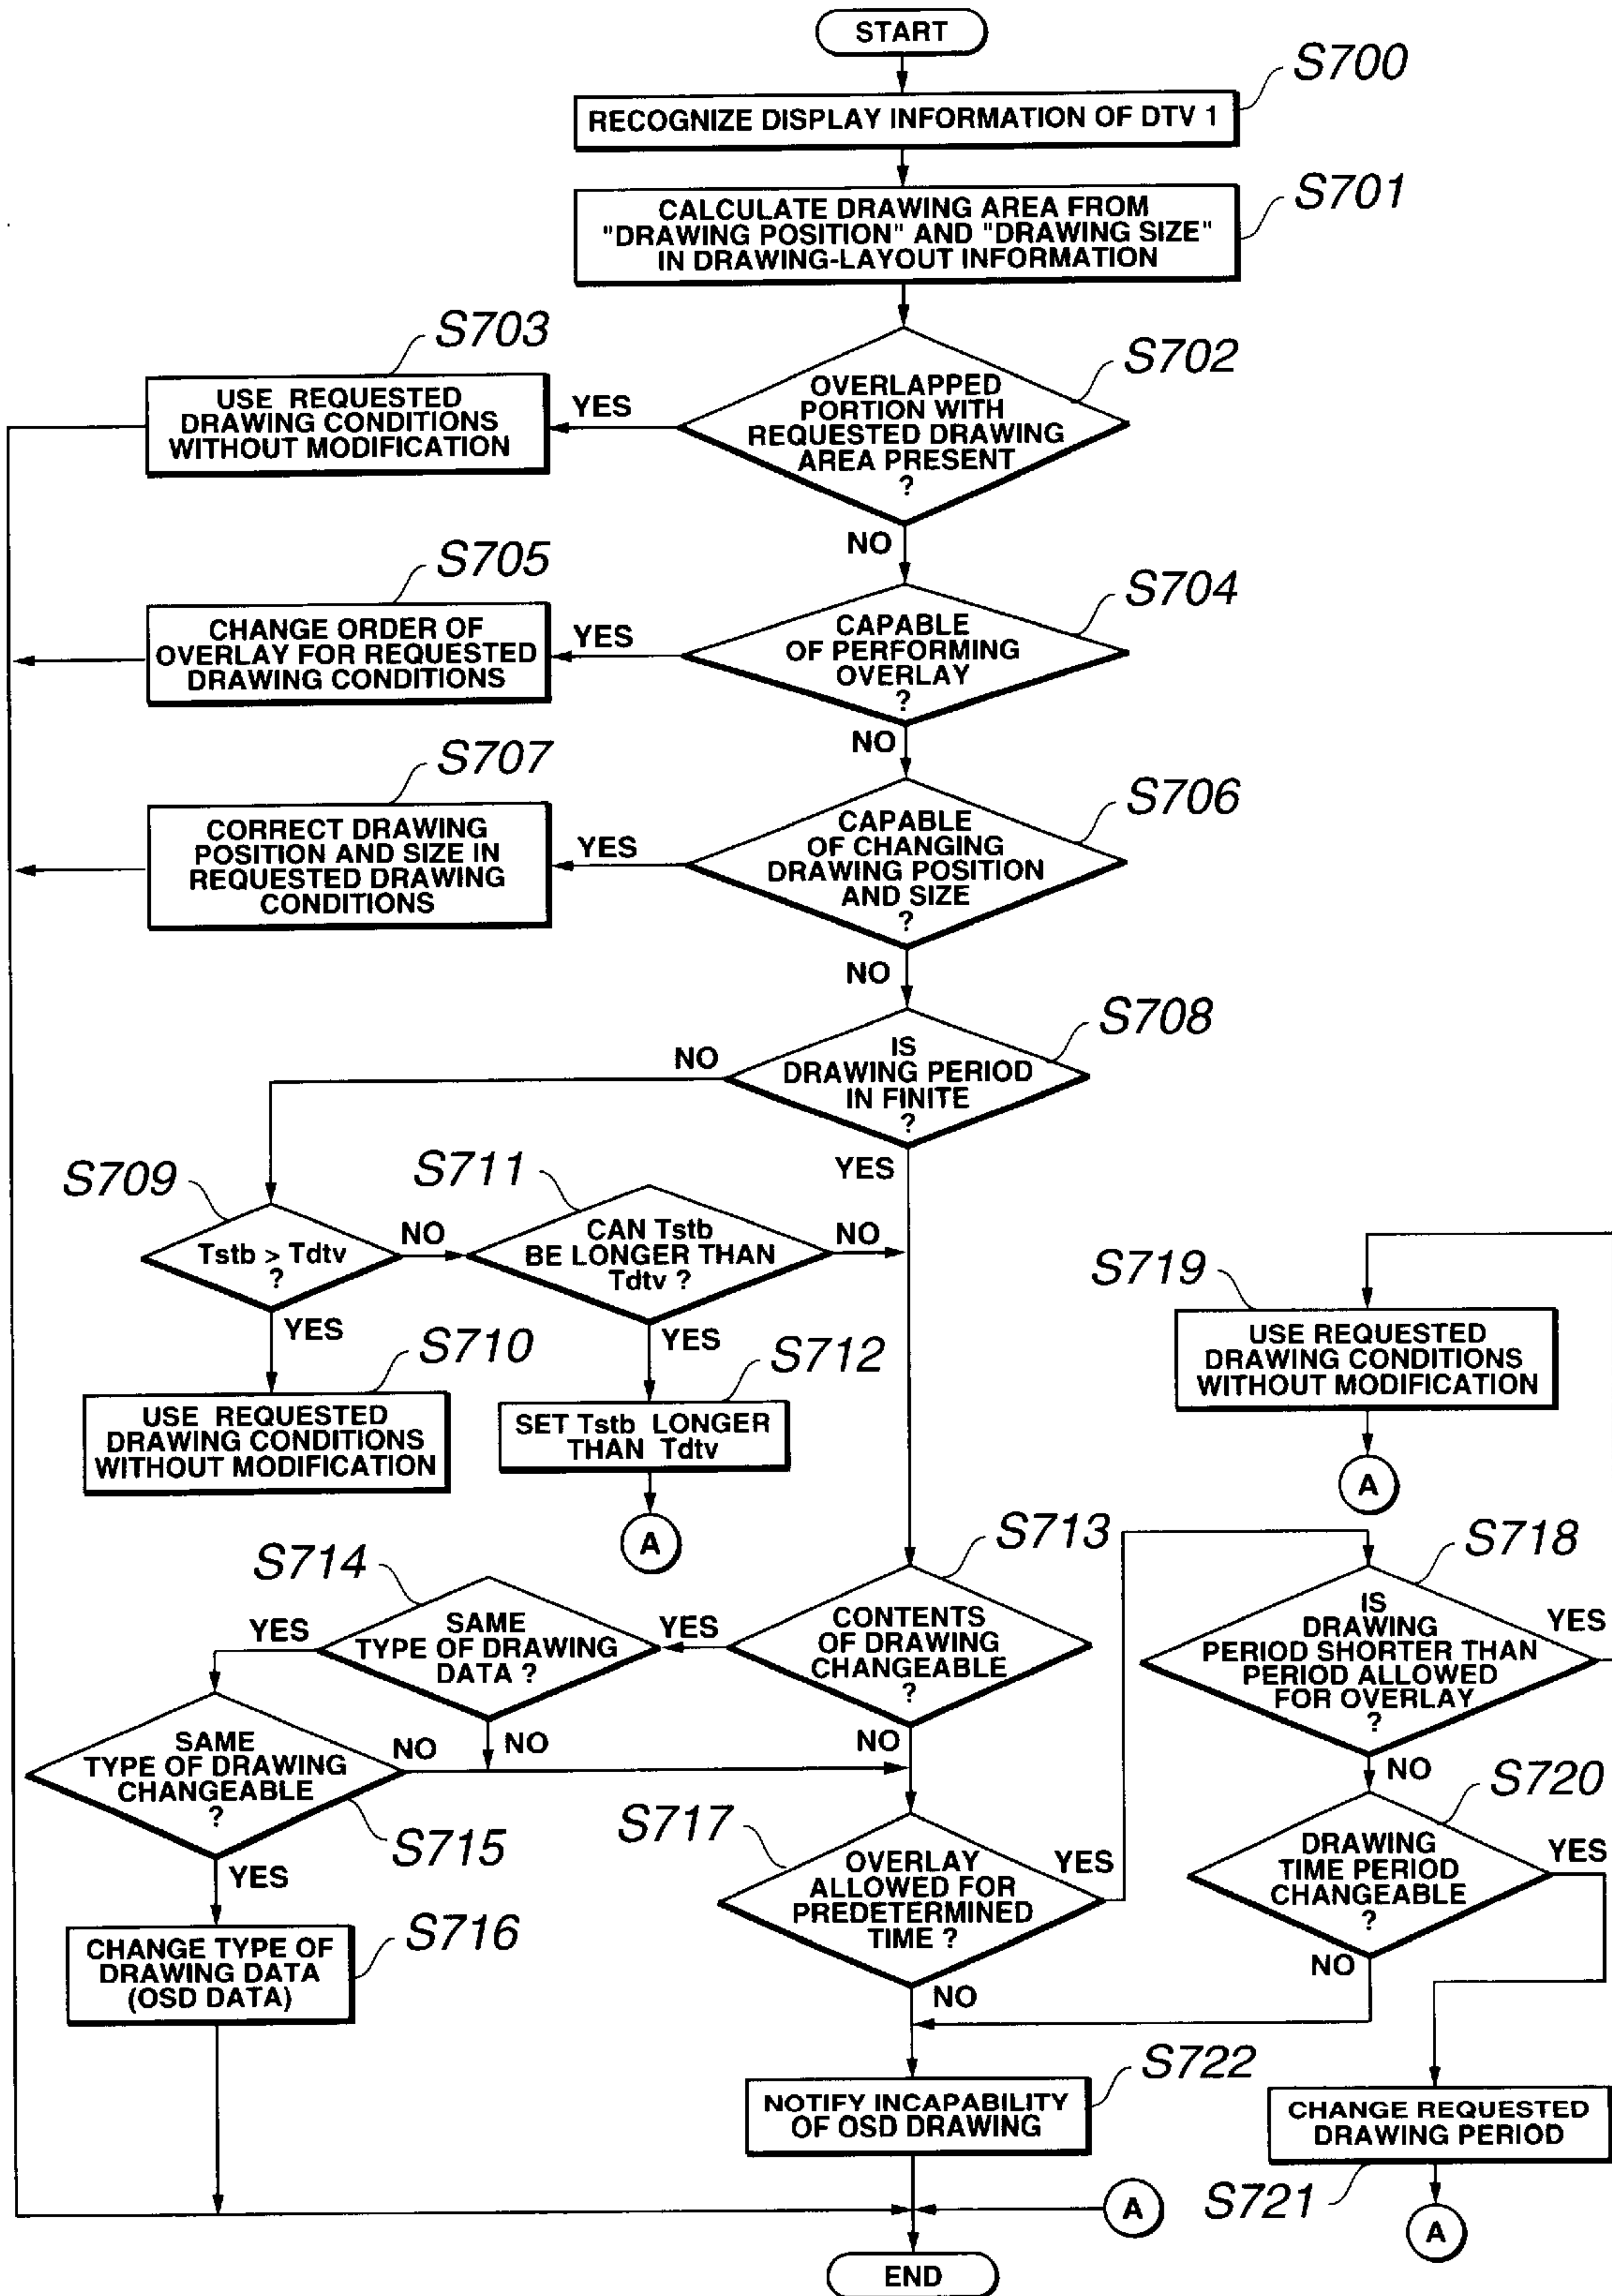 START
S700
RECOGNIZE DISPLAY INFORMATION OF DTV 1
S701
CALCULATE DRAWING AREA FROM
"DRAWING POSITION" AND "DRAWING SIZE"
IN DRAWING-LAYOUT INFORMATION
S703
USE REQUESTED
DRAWING CONDITIONS
WITHOUT MODIFICATION
YES
S702
OVERLAPPED
PORTION WITH
REQUESTED DRAWING
AREA PRESENT
?
NO
S705
CHANGE ORDER OF
OVERLAY FOR REQUESTED
DRAWING CONDITIONS
YES
S704
CAPABLE
OF PERFORMING
OVERLAY
?
NO
S707
CORRECT DRAWING
POSITION AND SIZE IN
REQUESTED DRAWING
CONDITIONS
YES
S706
CAPABLE
OF CHANGING
DRAWING POSITION
AND SIZE
?
NO
S708
IS
DRAWING PERIOD
IN FINITE
?
NO
YES
S709
Tstb > Tdtv
?
NO
YES
S711
CAN Tstb
BE LONGER THAN
Tdtv ?
NO
YES
S710
USE REQUESTED
DRAWING CONDITIONS
WITHOUT MODIFICATION
S712
SET Tstb LONGER
THAN Tdtv
A
S719
USE REQUESTED
DRAWING CONDITIONS
WITHOUT MODIFICATION
A
S713
CONTENTS
OF DRAWING
CHANGEABLE
?
YES
NO
S714
SAME
TYPE OF DRAWING
DATA ?
YES
NO
S718
IS
DRAWING
PERIOD SHORTER THAN
PERIOD ALLOWED
FOR OVERLAY
?
YES
NO
SAME
TYPE OF DRAWING
CHANGEABLE
?
NO
S715
YES
S717
OVERLAY
ALLOWED FOR
PREDETERMINED
TIME ?
YES
NO
S720
DRAWING
TIME PERIOD
CHANGEABLE
?
YES
NO
S716
CHANGE TYPE OF
DRAWING DATA
(OSD DATA)
S722
NOTIFY INCAPABILITY
OF OSD DRAWING
CHANGE REQUESTED
DRAWING PERIOD
S721
A
A
END